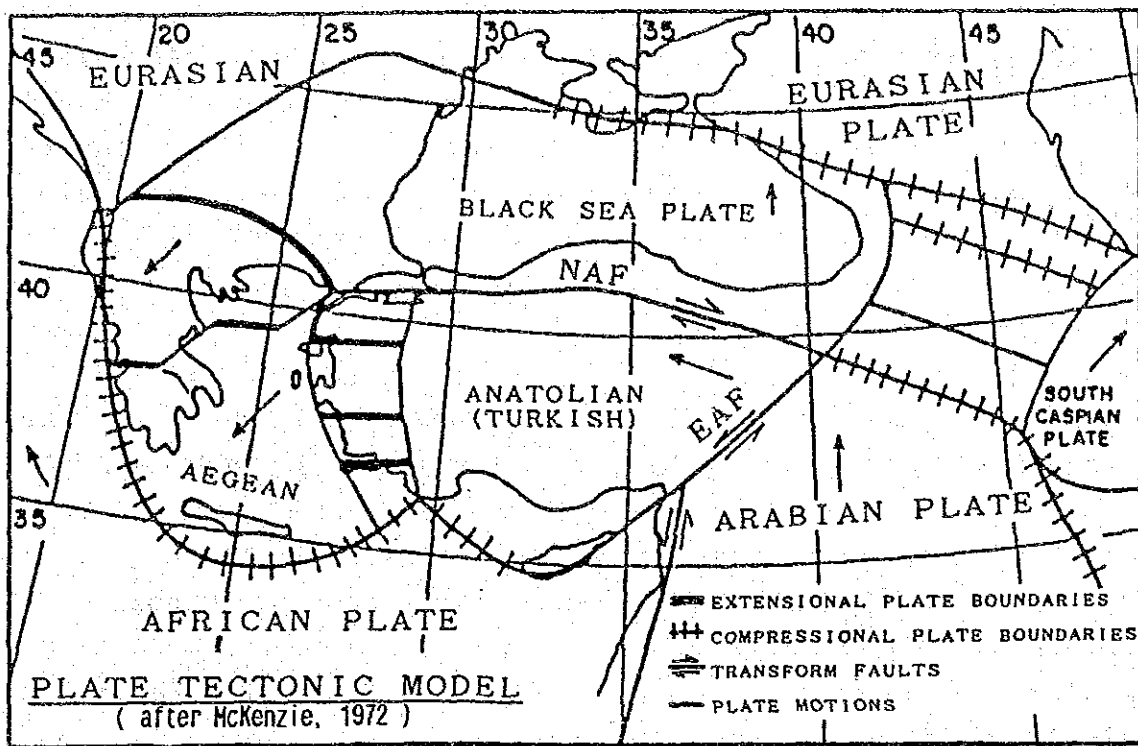 20
25
30
35
40
45
45
EURASIAN
EURASIAN
PLATE
BLACK SEA PLATE
40
NAF
ANATOLIAN
(TURKISH)
EAF
SOUTH
CASPIAN
PLATE
AEGEAN
35
ARABIAN PLATE
AFRICAN PLATE
EXTENSIONAL PLATE BOUNDARIES
COMPRESSIONAL PLATE BOUNDARIES
TRANSFORM FAULTS
PLATE MOTIONS
PLATE TECTONIC MODEL
( after McKenzie, 1972 )